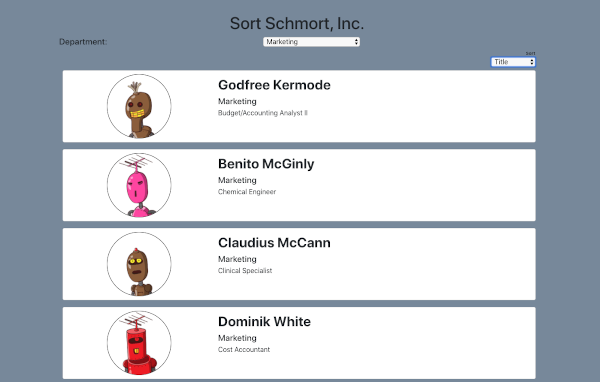 Sort Schmort, Inc.
Department:
Marketing
sort
Title
Godfree Kermode
Marketing
Budget/Accounting Analyst II
Benito McGinly
Marketing
Chemical Engineer
Claudius McCann
Marketing
Clinical Specialist
Dominik White
Marketing
Cost Accountant